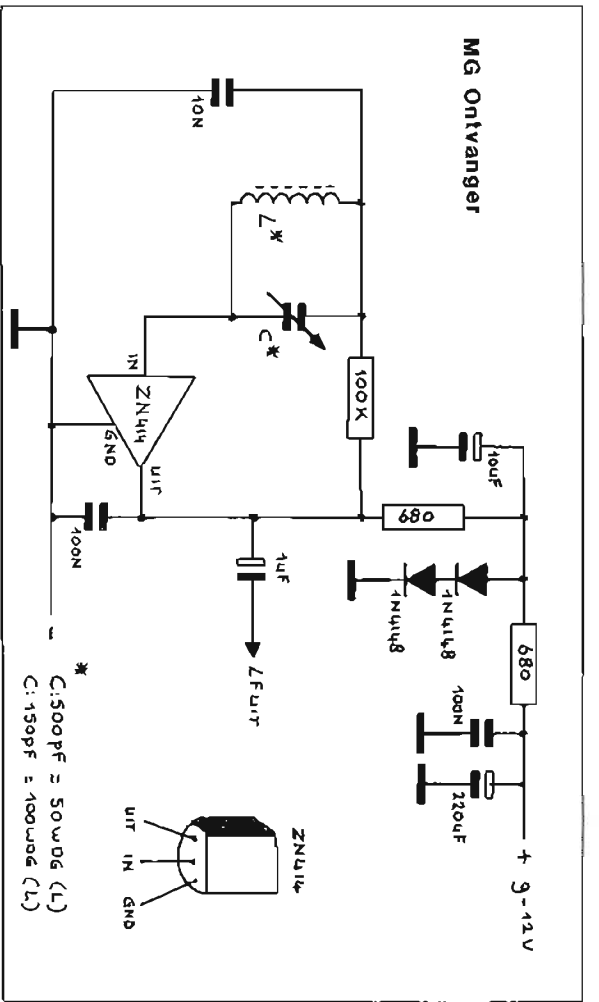 MG Ontvanger
10N
L*
C*
100K
10uF
680
1N4148
1N4148
680
100N
220uF
+ 9-12V
IN
ZN414
GND
UIT
100N
1uF
LF UIT
-
ZN414
UIT
IN
GND
*
C:500pF = 50WDG (L)
C:150pF = 100WDG (L)